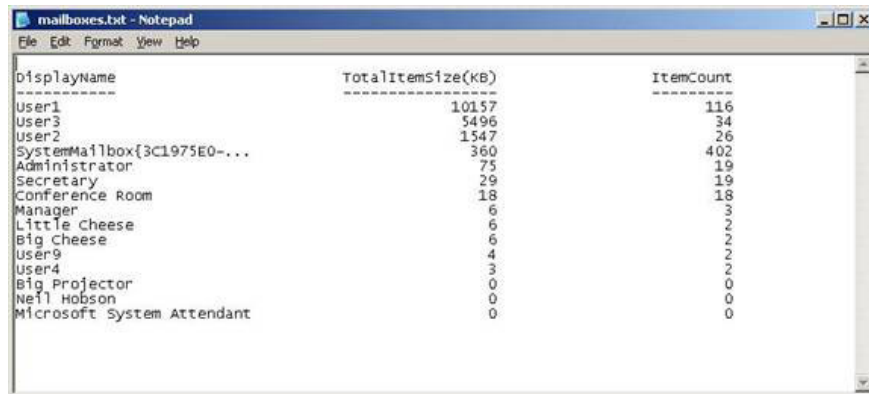 mailboxes.txt - Notepad
File Edit Format View Help
DisplayName TotalItemSize(KB) ItemCount
----------- ----------------- ---------
User1 10157 116
User3 5496 34
User2 1547 26
SystemMailbox{3C1975E0-... 360 402
Administrator 75 19
Secretary 29 19
Conference Room 18 18
Manager 6 3
Little Cheese 6 2
Big Cheese 6 2
User9 4 2
User4 3 2
Big Projector 0 0
Neil Hobson 0 0
Microsoft System Attendant 0 0